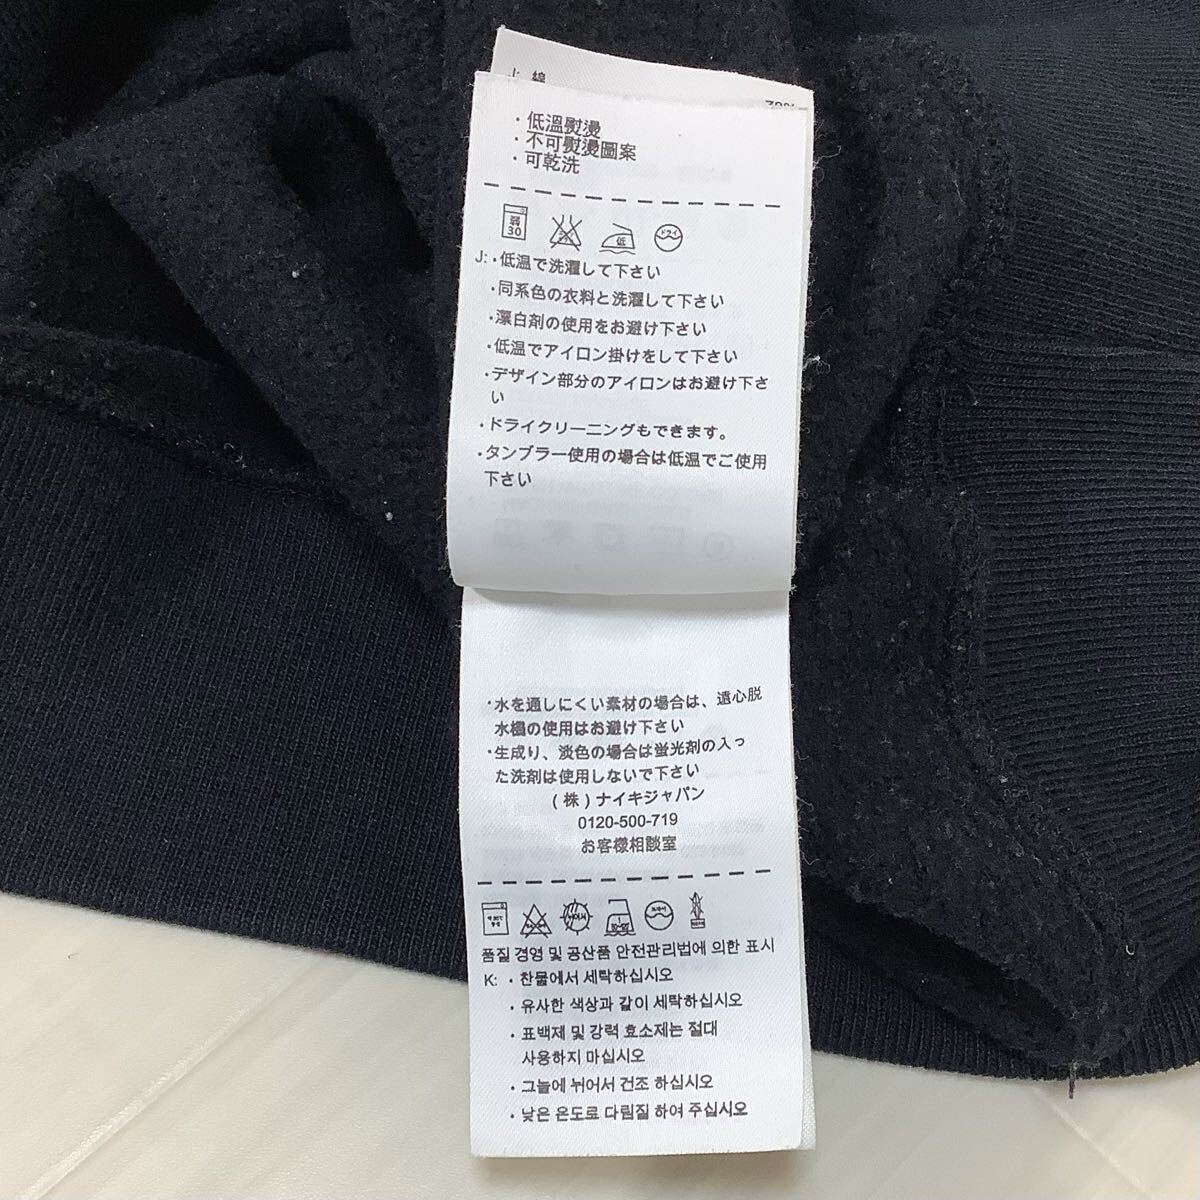 綿
・低溫熨燙
・不可熨燙圖案
・可乾洗
弱
30
低
ドライ
J: ・低温で洗濯して下さい
・同系色の衣料と洗濯して下さい
・漂白剤の使用をお避け下さい
・低温でアイロン掛けをして下さい
・デザイン部分のアイロンはお避け下さ
い
・ドライクリーニングもできます。
・タンブラー使用の場合は低温でご使用
下さい
・水を通しにくい素材の場合は、遠心脱
水機の使用はお避け下さい
・生成り、淡色の場合は蛍光剤の入っ
た洗剤は使用しないで下さい
(株)ナイキジャパン
0120-500-719
お客様相談室
품질 경영 및 공산품 안전관리법에 의한 표시
K: ・찬물에서 세탁하십시오
・유사한 색상과 같이 세탁하십시오
・표백제 및 강력 효소제는 절대
사용하지 마십시오
・그늘에 뉘어서 건조 하십시오
・낮은 온도로 다림질 하여 주십시오